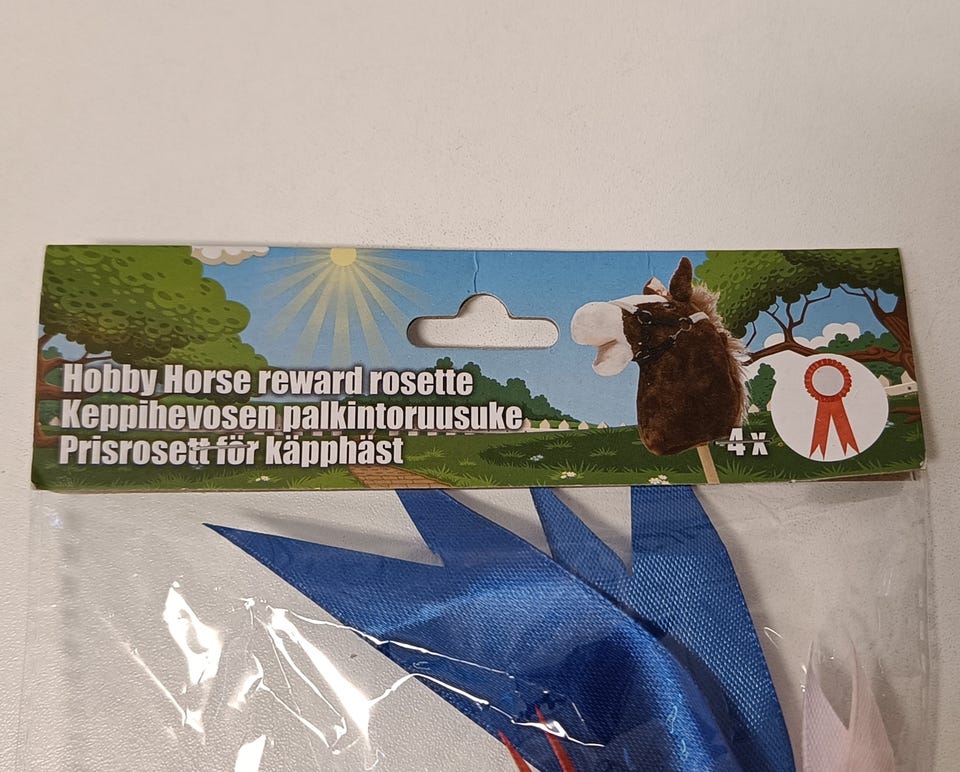 Hobby Horse reward rosette
Keppihevosen palkintoruusuke
Prisrosett för käpphäst
4 x